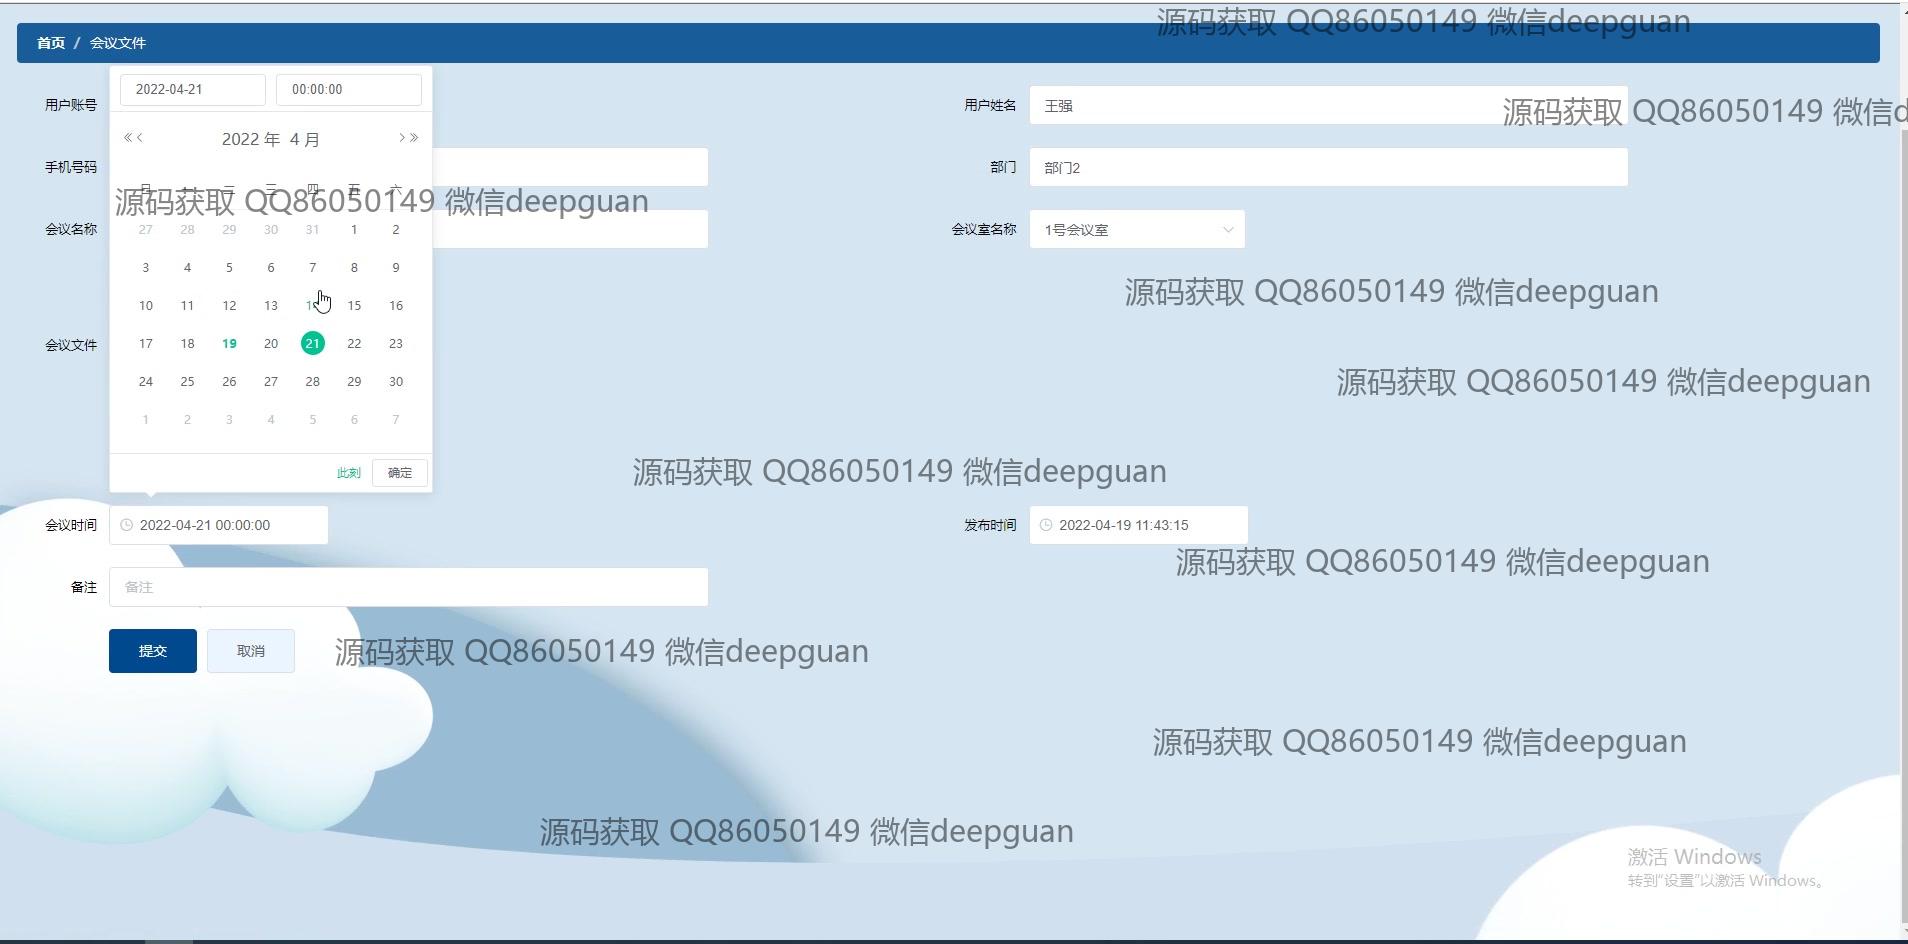 源码获取 QQ86050149 微信deepguan
首页 / 会议文件
2022-04-21 00:00:00
用户账号
用户姓名 王强
源码获取 QQ86050149 微信d
2022 年 4 月
手机号码
部门 部门2
日 一 二 三 四 五 六
源码获取 QQ86050149 微信deepguan
会议名称
27 28 29 30 31 1 2
会议室名称 1号会议室
3 4 5 6 7 8 9
源码获取 QQ86050149 微信deepguan
10 11 12 13 15 16
会议文件
17 18 19 20 21 22 23
24 25 26 27 28 29 30
源码获取 QQ86050149 微信deepguan
1 2 3 4 5 6 7
此刻 确定
源码获取 QQ86050149 微信deepguan
会议时间 2022-04-21 00:00:00
发布时间 2022-04-19 11:43:15
源码获取 QQ86050149 微信deepguan
备注 备注
提交 取消
源码获取 QQ86050149 微信deepguan
源码获取 QQ86050149 微信deepguan
源码获取 QQ86050149 微信deepguan
激活 Windows
转到“设置”以激活 Windows。